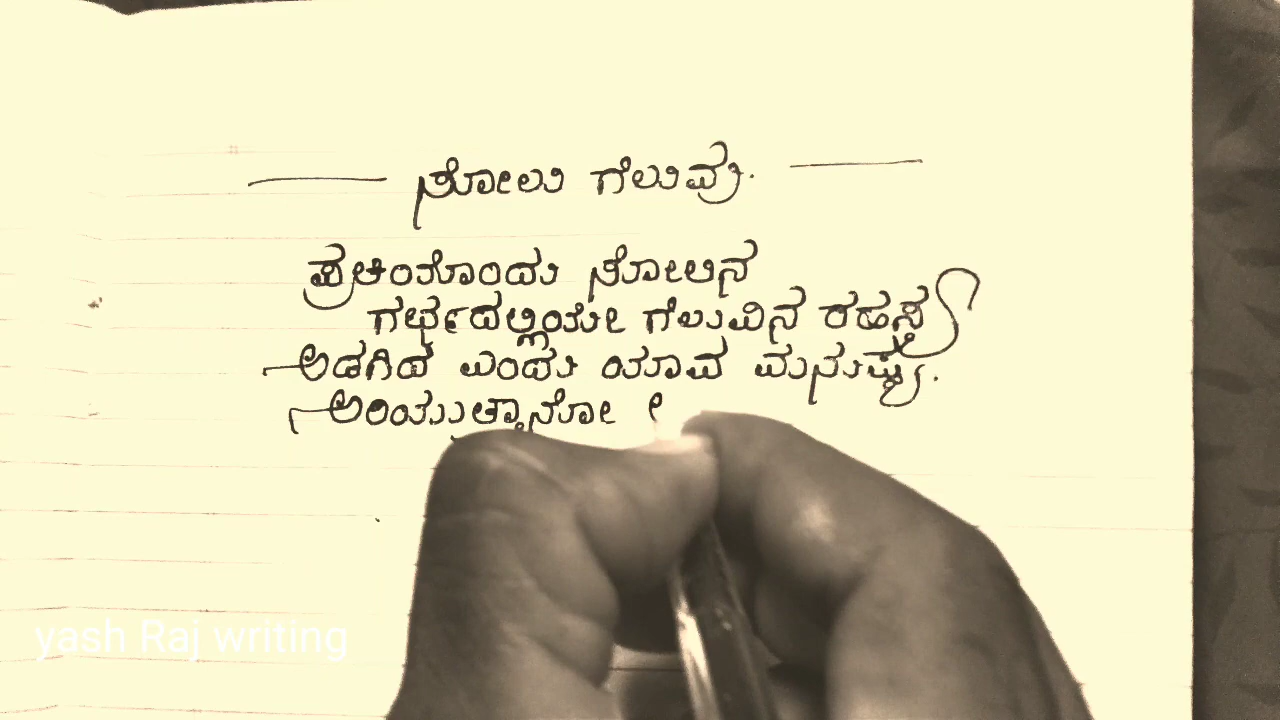 ಸೋಲು ಗೆಲುವು.
ಪ್ರತಿಯೊಂದು ಸೋಲಿನ
ಗರ್ಭದಲ್ಲಿಯೇ ಗೆಲುವಿನ ರಹಸ್ಯ
ಅಡಗಿದೆ ಎಂದು ಯಾವ ಮನುಷ್ಯ.
ಅರಿಯುತ್ತಾನೋ
yash Raj writing